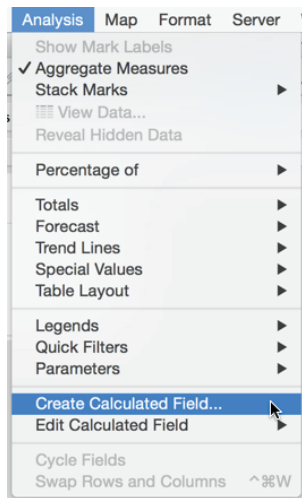 Analysis Map Format Server
Show Mark Labels
✓ Aggregate Measures
Stack Marks ▶
View Data...
Reveal Hidden Data
Percentage of ▶
Totals ▶
Forecast ▶
Trend Lines ▶
Special Values ▶
Table Layout ▶
Legends ▶
Quick Filters ▶
Parameters ▶
Create Calculated Field...
Edit Calculated Field ▶
Cycle Fields
Swap Rows and Columns ^⌘W